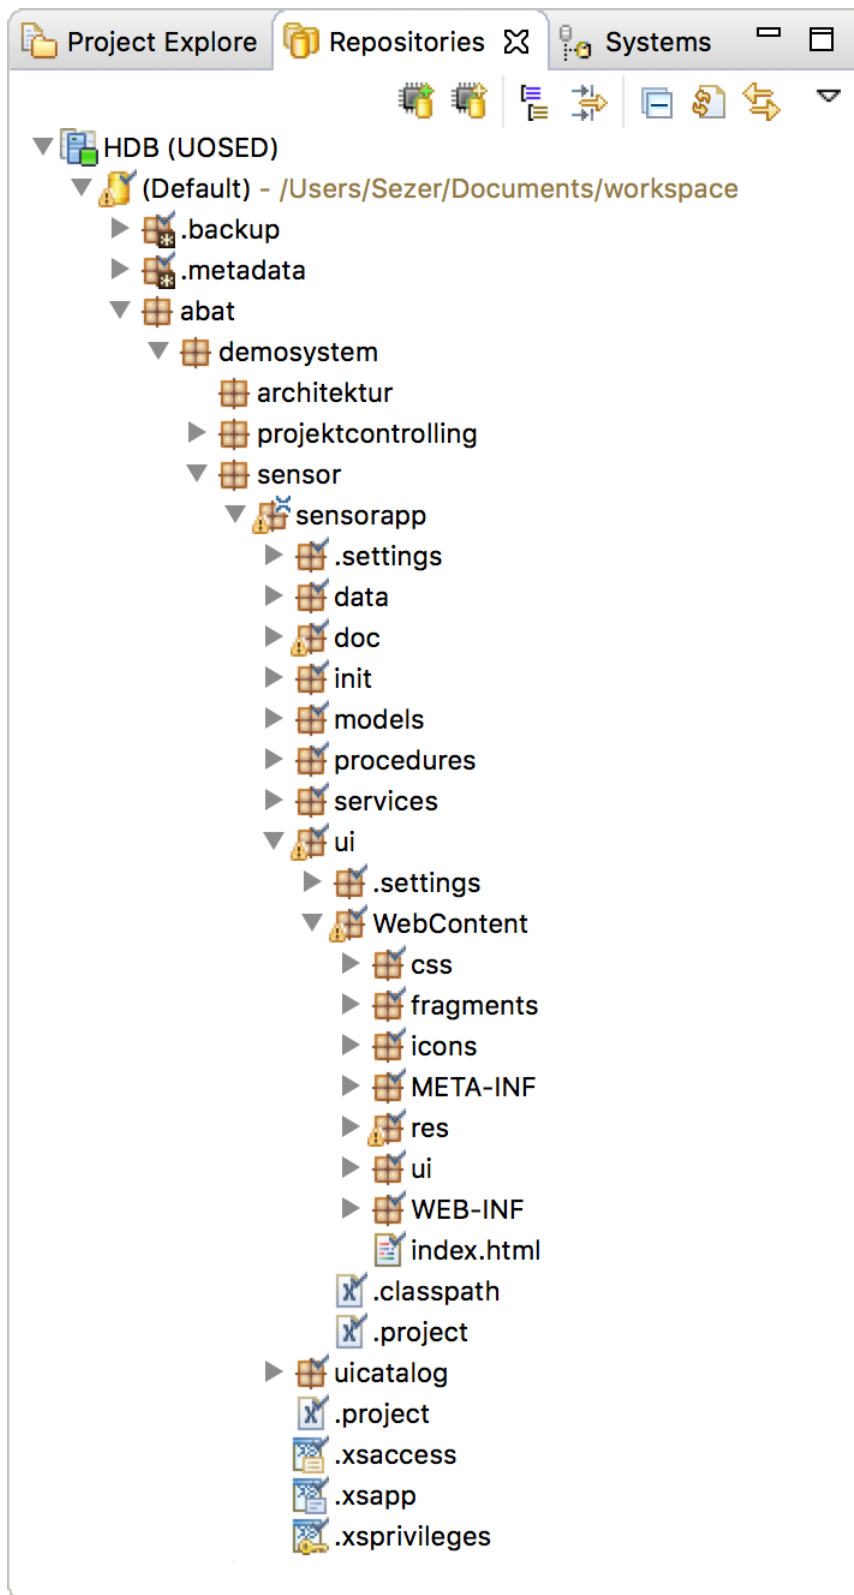 Project Explore Repositories Systems
HDB (UOSED)
(Default) - /Users/Sezer/Documents/workspace
.backup
.metadata
abat
demosystem
architektur
projektcontrolling
sensor
sensorapp
.settings
data
doc
init
models
procedures
services
ui
.settings
WebContent
css
fragments
icons
META-INF
res
ui
WEB-INF
index.html
.classpath
.project
uicatalog
.project
.xsaccess
.xsapp
.xsprivileges